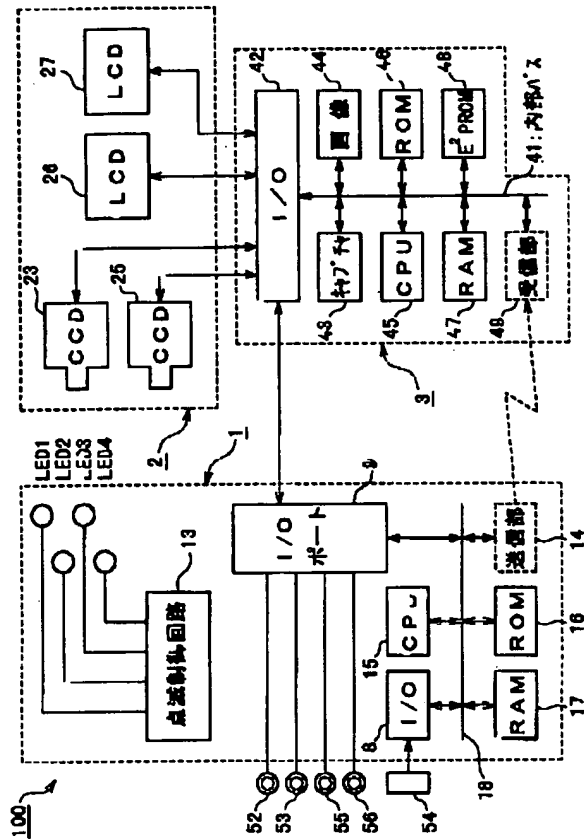 100
1
LED1
LED2
LED3
LED4
13
点滅制御回路
9
I/O
ポート
52
53
55
56
54
8
I/O
15
CPU
17
RAM
16
ROM
14
送信部
18
2
23
CCD
25
CCD
26
LCD
27
LCD
3
42
I/O
43
ｷｬﾌﾟﾁｬ
44
画像
45
CPU
46
ROM
47
RAM
48
E²PROM
49
受信部
41:内部ﾊﾞｽ